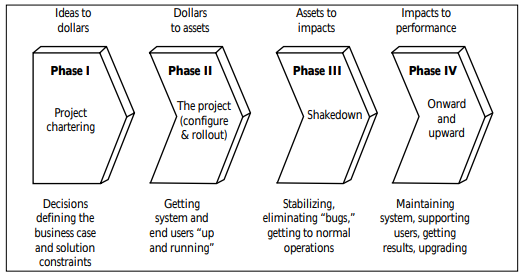 Ideas to
dollars
Dollars
to assets
Assets to
impacts
Impacts to
performance
Phase I
Project
chartering
Phase II
The project
(configure
& rollout)
Phase III
Shakedown
Phase IV
Onward
and
upward
Decisions
defining the
business case
and solution
constraints
Getting
system and
end users “up
and running”
Stabilizing,
eliminating “bugs,”
getting to normal
operations
Maintaining
system, supporting
users, getting
results, upgrading